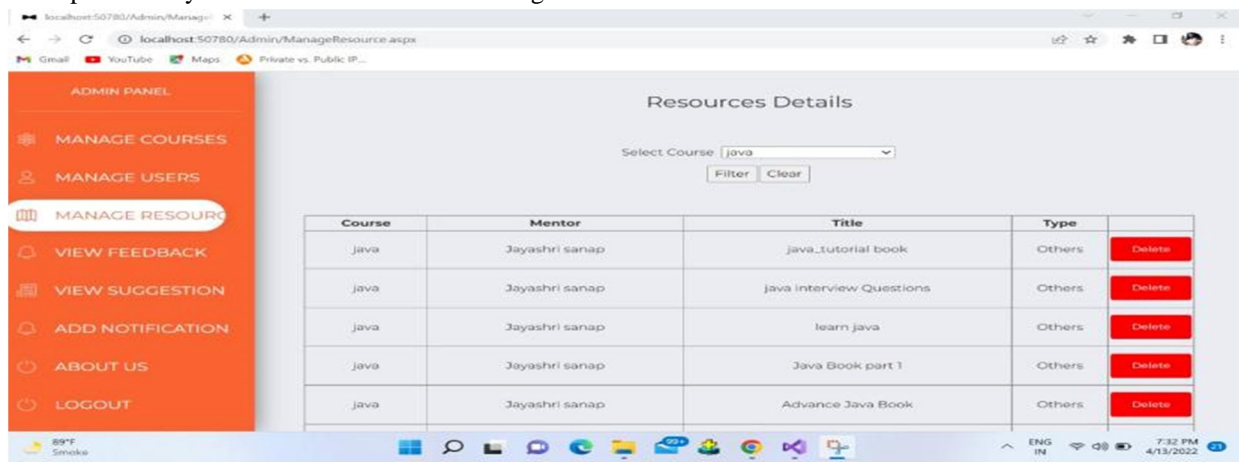 localhost:50780/Admin/Manage
localhost:50780/Admin/ManageResource.aspx
Gmail YouTube Maps Private vs. Public IP...
ADMIN PANEL
MANAGE COURSES
MANAGE USERS
MANAGE RESOURC
VIEW FEEDBACK
VIEW SUGGESTION
ADD NOTIFICATION
ABOUT US
LOGOUT
Resources Details
Select Course java
Filter Clear
Course Mentor Title Type
java Jayashri sanap java_tutorial book Others Delete
java Jayashri sanap java interview Questions Others Delete
java Jayashri sanap learn java Others Delete
java Jayashri sanap Java Book part 1 Others Delete
java Jayashri sanap Advance Java Book Others Delete
89°F
Smoke
99+
ENG
IN
7:32 PM
4/13/2022
21